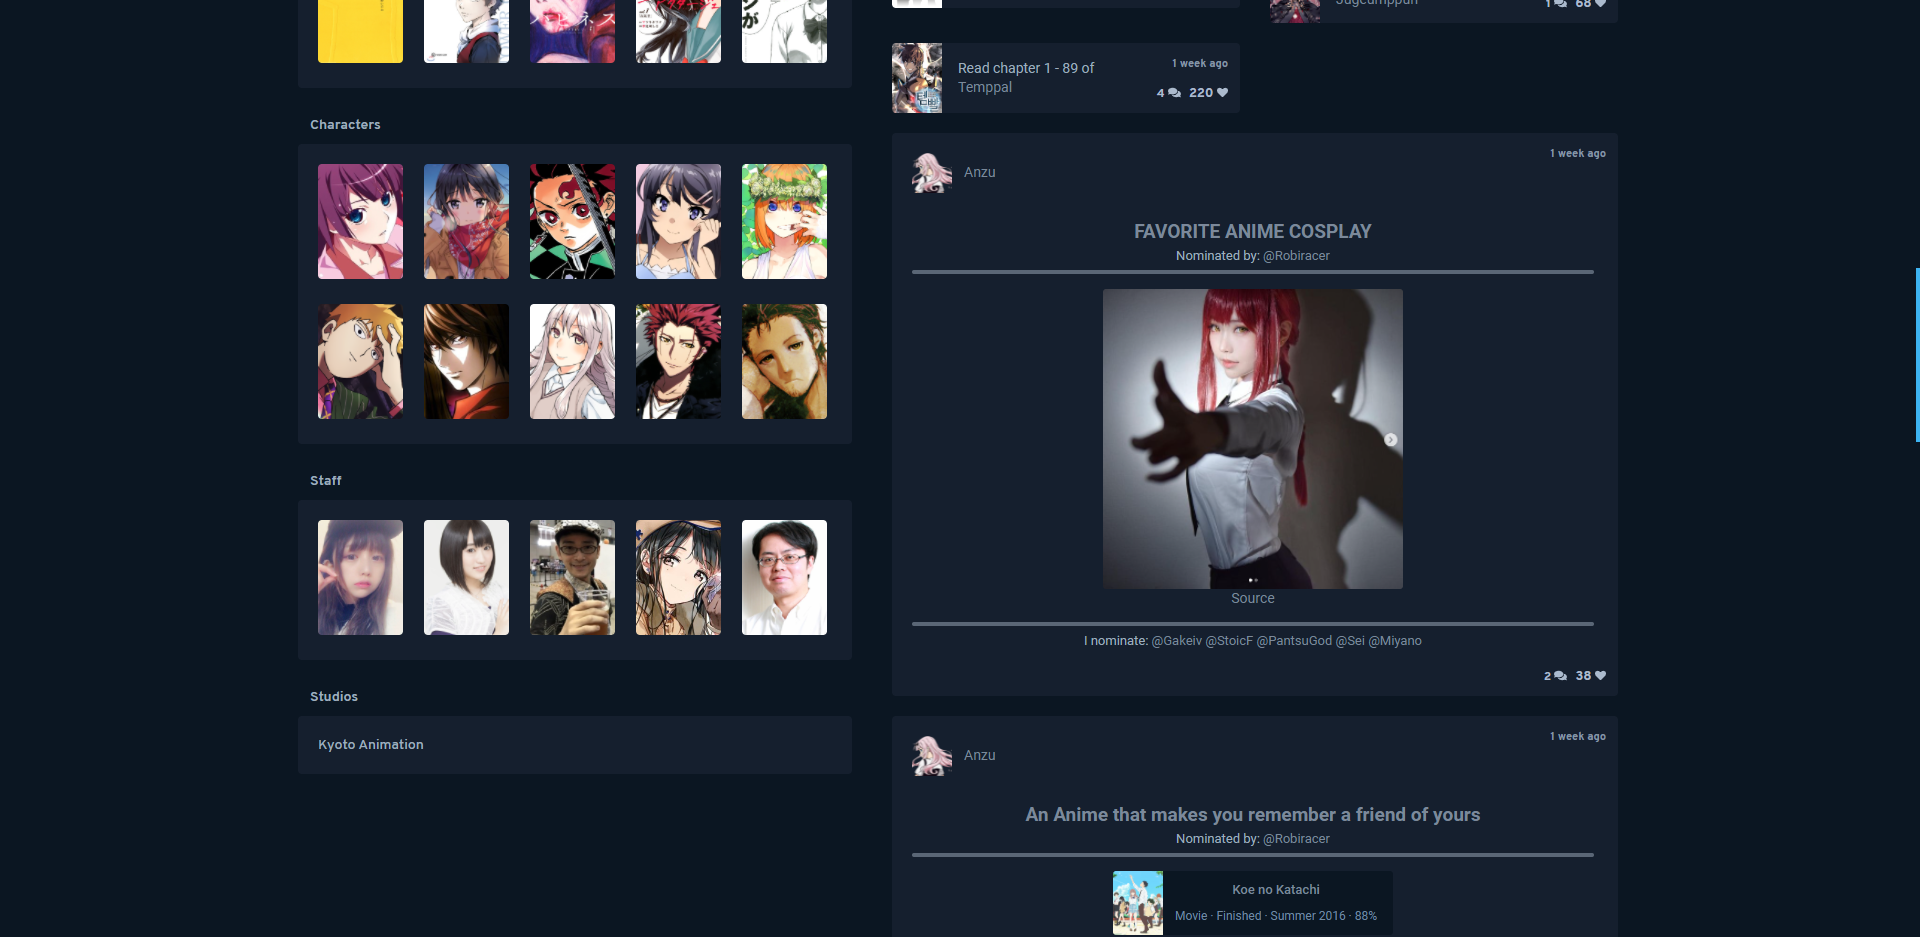 Characters
Staff
Studios
Kyoto Animation
1 68
Read chapter 1 - 89 of
Temppal
1 week ago
4 220
Anzu
1 week ago
FAVORITE ANIME COSPLAY
Nominated by: @Robiracer
Source
I nominate: @Gakeiv @StoicF @PantsuGod @Sei @Miyano
2 38
Anzu
1 week ago
An Anime that makes you remember a friend of yours
Nominated by: @Robiracer
Koe no Katachi
Movie · Finished · Summer 2016 · 88%